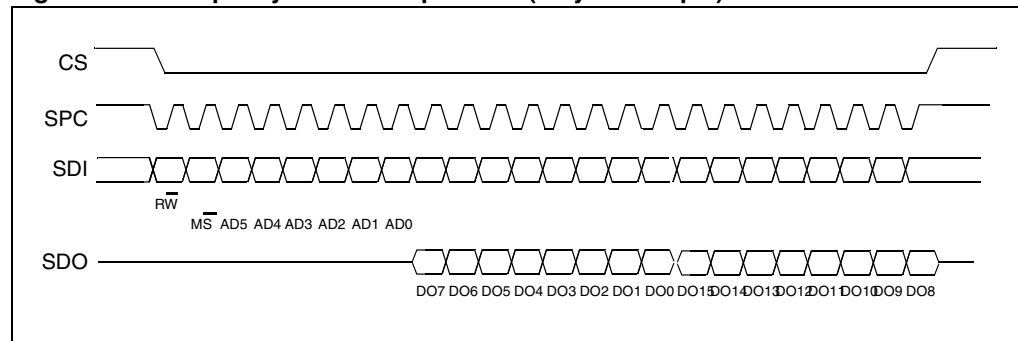 CS
SPC
SDI
RW
MS AD5 AD4 AD3 AD2 AD1 AD0
SDO
DO7 DO6 DO5 DO4 DO3 DO2 DO1 DO0 DO15 DO14 DO13 DO12 DO11 DO10 DO9 DO8